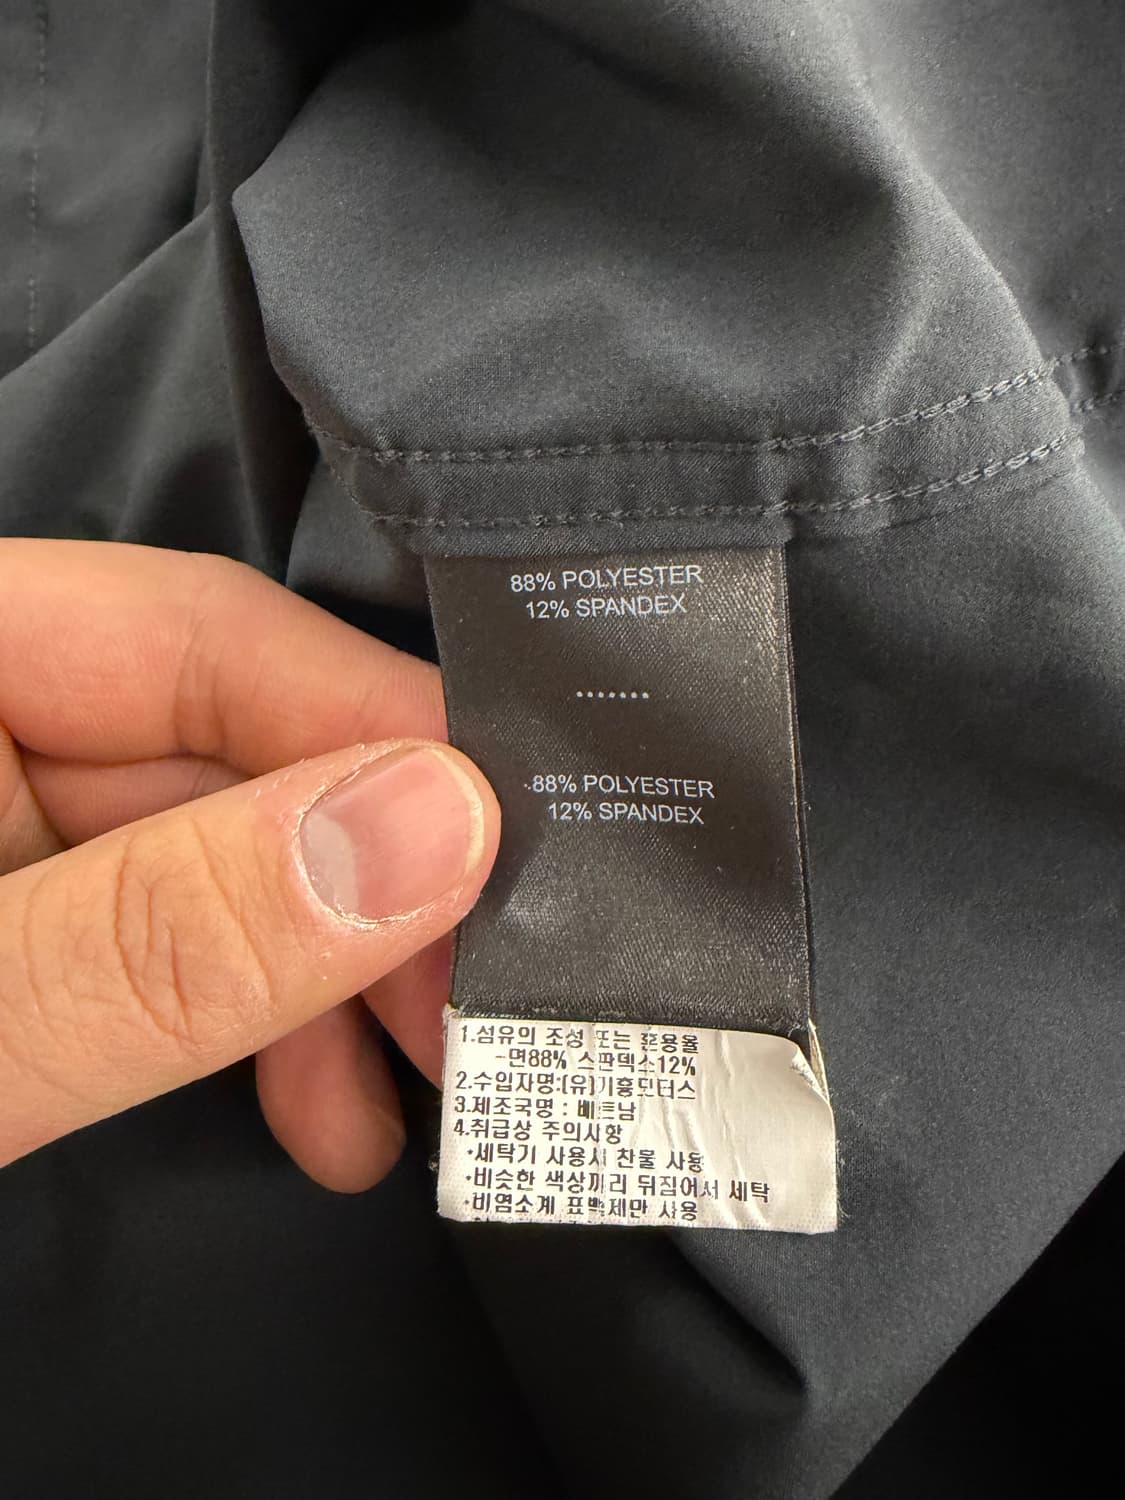 88% POLYESTER
12% SPANDEX
.......
88% POLYESTER
12% SPANDEX
1.섬유의 조성 또는 혼용율
-면88% 스판덱스12%
2.수입자명:(유)기흥모터스
3.제조국명 : 베트남
4.취급상 주의사항
·세탁기 사용시 찬물 사용
·비슷한 색상끼리 뒤집어서 세탁
·비염소계 표백제만 사용